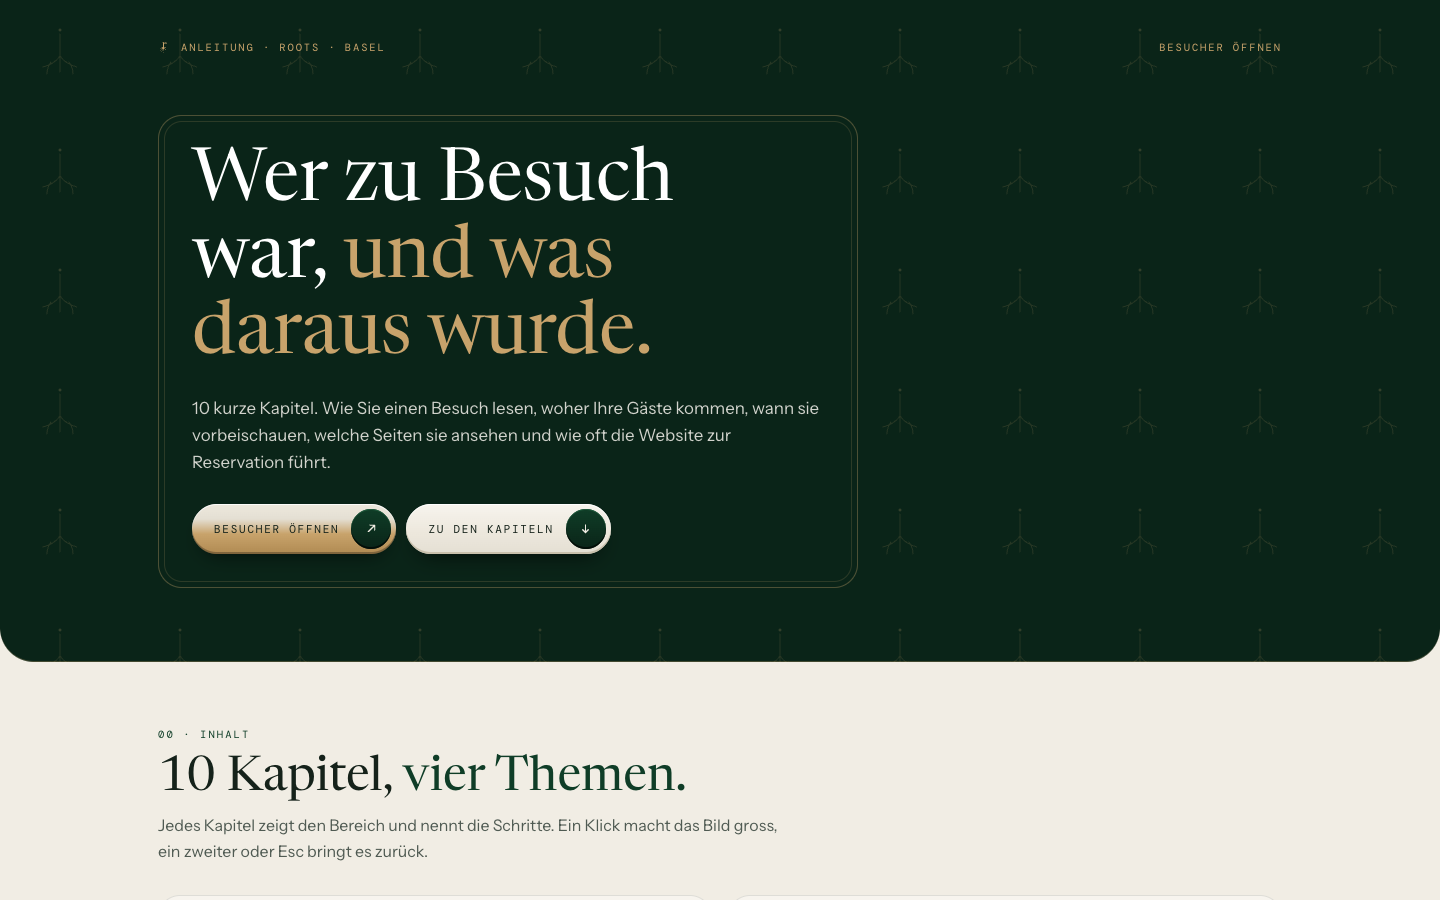 ANLEITUNG · ROOTS · BASEL
BESUCHER ÖFFNEN
Wer zu Besuch
war, und was
daraus wurde.
10 kurze Kapitel. Wie Sie einen Besuch lesen, woher Ihre Gäste kommen, wann sie
vorbeischauen, welche Seiten sie ansehen und wie oft die Website zur
Reservation führt.
BESUCHER ÖFFNEN ↗
ZU DEN KAPITELN ↓
00 · INHALT
10 Kapitel, vier Themen.
Jedes Kapitel zeigt den Bereich und nennt die Schritte. Ein Klick macht das Bild gross,
ein zweiter oder Esc bringt es zurück.